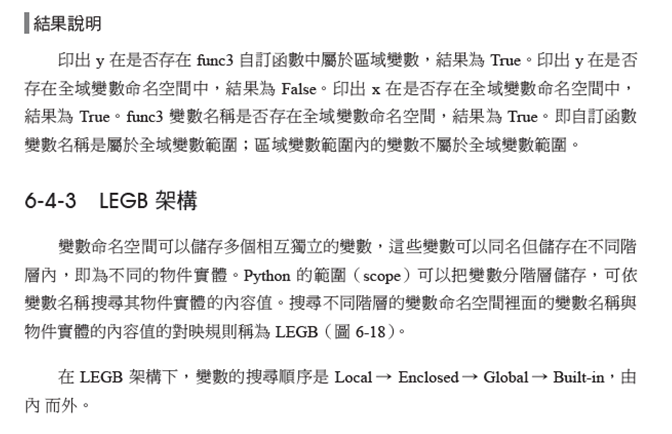 結果說明
印出 y 在是否存在 func3 自訂函數中屬於區域變數，結果為 True。印出 y 在是否
存在全域變數命名空間中，結果為 False。印出 x 在是否存在全域變數命名空間中，
結果為 True。func3 變數名稱是否存在全域變數命名空間，結果為 True。即自訂函數
變數名稱是屬於全域變數範圍；區域變數範圍內的變數不屬於全域變數範圍。
6-4-3 LEGB 架構
變數命名空間可以儲存多個相互獨立的變數，這些變數可以同名但儲存在不同階
層內，即為不同的物件實體。Python 的範圍（scope）可以把變數分階層儲存，可依
變數名稱搜尋其物件實體的內容值。搜尋不同階層的變數命名空間裡面的變數名稱與
物件實體的內容值的對映規則稱為 LEGB（圖 6-18）。
在 LEGB 架構下，變數的搜尋順序是 Local→ Enclosed→ Global→ Built-in，由
內 而外。